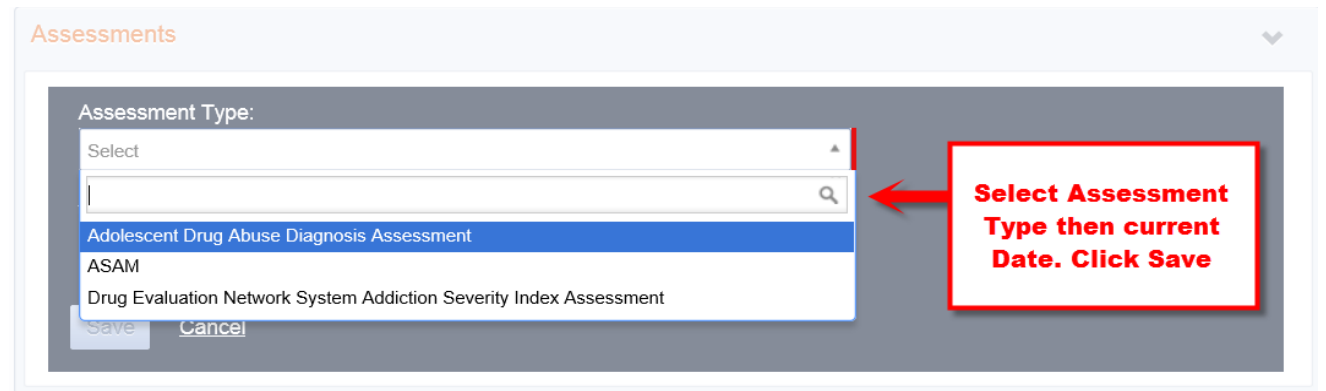 Assessments
Assessment Type:
Select
Adolescent Drug Abuse Diagnosis Assessment
ASAM
Drug Evaluation Network System Addiction Severity Index Assessment
Save Cancel
Select Assessment
Type then current
Date. Click Save